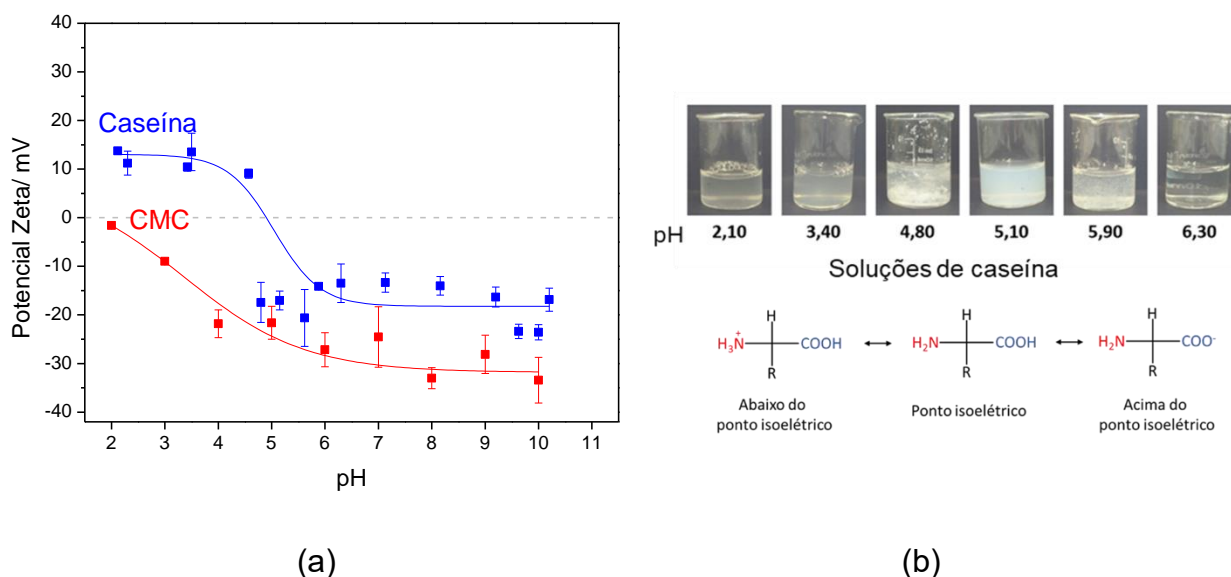 40
30
20
10
0
-10
-20
-30
-40
Potencial Zeta/ mV
Caseína
CMC
2 3 4 5 6 7 8 9 10 11
pH
(a)
pH 2,10 3,40 4,80 5,10 5,90 6,30
Soluções de caseína
H H H
H₃N⁺ COOH H₂N COOH H₂N COO⁻
R R R
Abaixo do ponto isoelétrico
Ponto isoelétrico
Acima do ponto isoelétrico
(b)